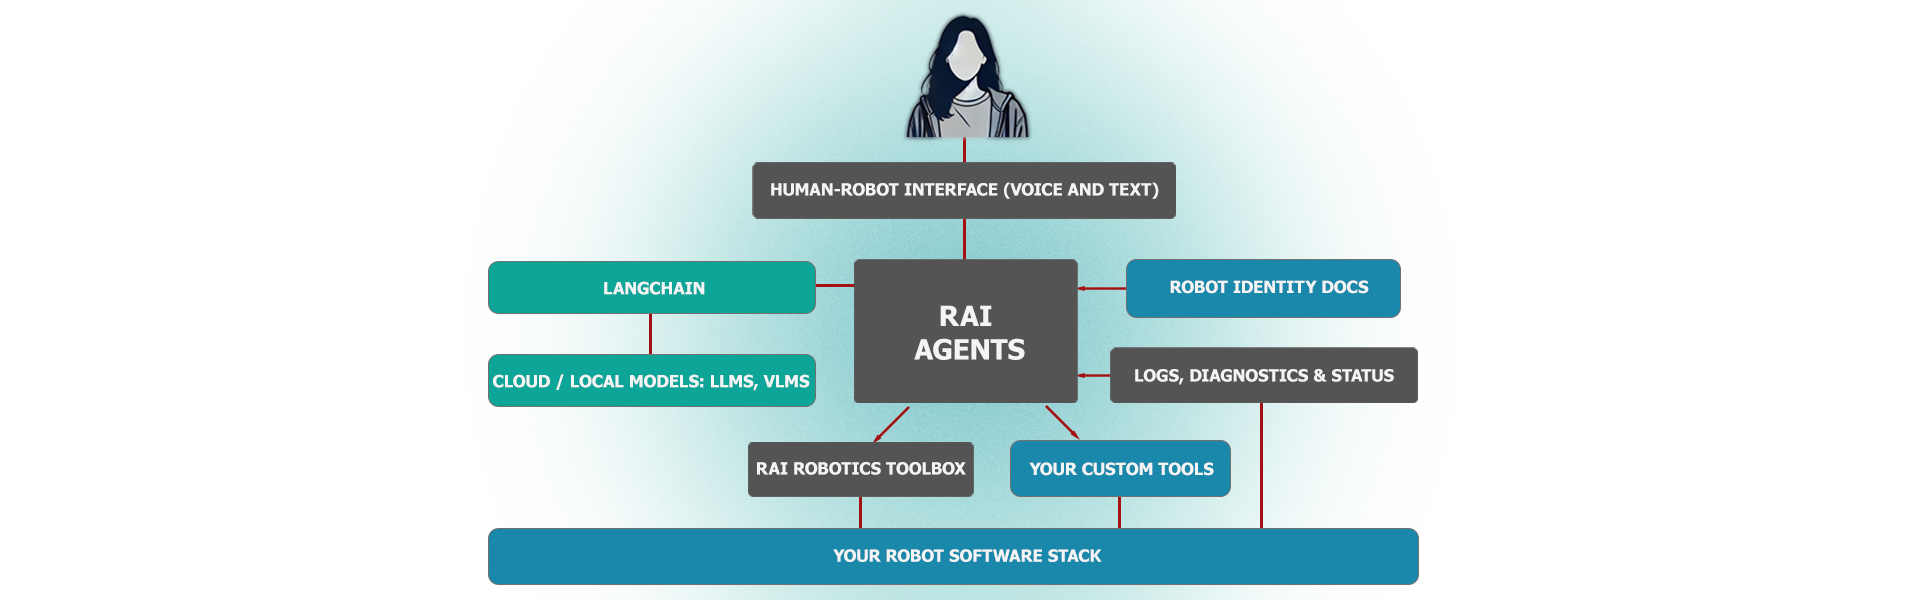 HUMAN-ROBOT INTERFACE (VOICE AND TEXT)
LANGCHAIN
RAI
AGENTS
ROBOT IDENTITY DOCS
CLOUD / LOCAL MODELS: LLMS, VLMS
LOGS, DIAGNOSTICS & STATUS
RAI ROBOTICS TOOLBOX
YOUR CUSTOM TOOLS
YOUR ROBOT SOFTWARE STACK